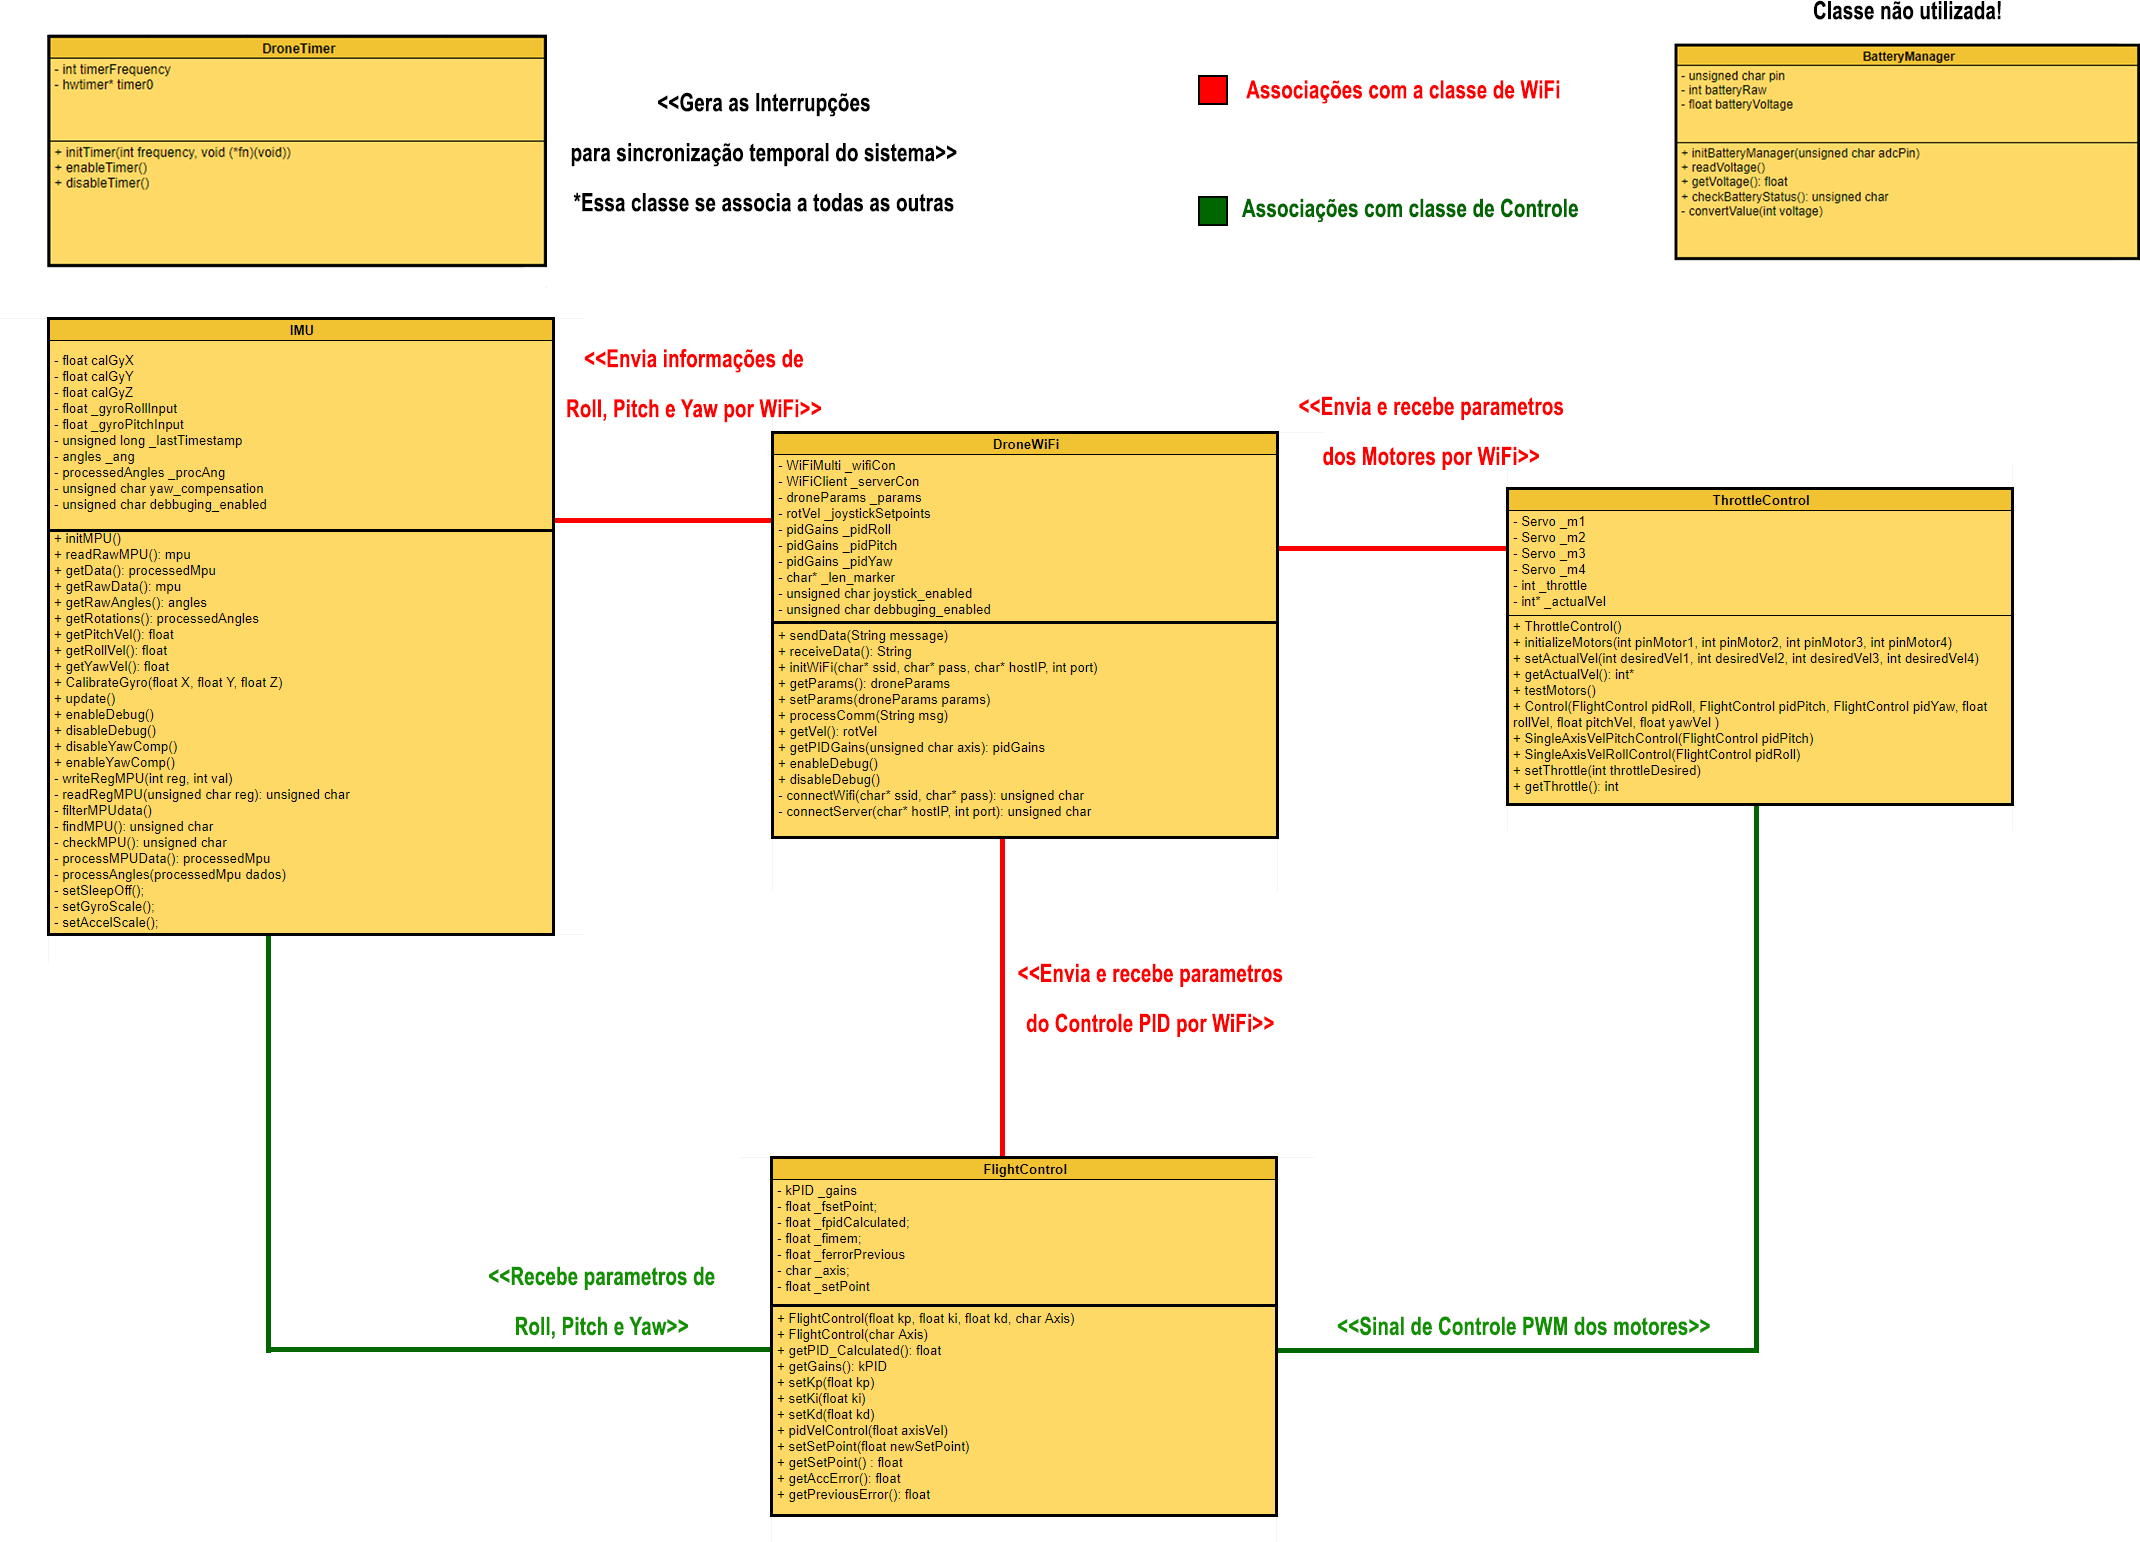 Classe não utilizada!
DroneTimer
- int timerFrequency
- hwtimer* timer0
+ initTimer(int frequency, void (*fn)(void))
+ enableTimer()
+ disableTimer()
<<Gera as Interrupções
para sincronização temporal do sistema>>
*Essa classe se associa a todas as outras
Associações com a classe de WiFi
Associações com classe de Controle
BatteryManager
- unsigned char pin
- int batteryRaw
- float batteryVoltage
+ initBatteryManager(unsigned char adcPin)
+ readVoltage()
+ getVoltage(): float
+ checkBatteryStatus(): unsigned char
- convertValue(int voltage)
IMU
- float calGyX
- float calGyY
- float calGyZ
- float _gyroRollInput
- float _gyroPitchInput
- unsigned long _lastTimestamp
- angles _ang
- processedAngles _procAng
- unsigned char yaw_compensation
- unsigned char debbuging_enabled
+ initMPU()
+ readRawMPU(): mpu
+ getData(): processedMpu
+ getRawData(): mpu
+ getRawAngles(): angles
+ getRotations(): processedAngles
+ getPitchVel(): float
+ getRollVel(): float
+ getYawVel(): float
+ CalibrateGyro(float X, float Y, float Z)
+ update()
+ enableDebug()
+ disableDebug()
+ disableYawComp()
+ enableYawComp()
- writeRegMPU(int reg, int val)
- readRegMPU(unsigned char reg): unsigned char
- filterMPUdata()
- findMPU(): unsigned char
- checkMPU(): unsigned char
- processMPUData(): processedMpu
- processAngles(processedMpu dados)
- setSleepOff();
- setGyroScale();
- setAccelScale();
<<Envia informações de
Roll, Pitch e Yaw por WiFi>>
DroneWiFi
- WiFiMulti _wifiCon
- WiFiClient _serverCon
- droneParams _params
- rotVel _joystickSetpoints
- pidGains _pidRoll
- pidGains _pidPitch
- pidGains _pidYaw
- char* _len_marker
- unsigned char joystick_enabled
- unsigned char debbuging_enabled
+ sendData(String message)
+ receiveData(): String
+ initWiFi(char* ssid, char* pass, char* hostIP, int port)
+ getParams(): droneParams
+ setParams(droneParams params)
+ processComm(String msg)
+ getVel(): rotVel
+ getPIDGains(unsigned char axis): pidGains
+ enableDebug()
+ disableDebug()
- connectWifi(char* ssid, char* pass): unsigned char
- connectServer(char* hostIP, int port): unsigned char
<<Envia e recebe parametros
dos Motores por WiFi>>
ThrottleControl
- Servo _m1
- Servo _m2
- Servo _m3
- Servo _m4
- int _throttle
- int* _actualVel
+ ThrottleControl()
+ initializeMotors(int pinMotor1, int pinMotor2, int pinMotor3, int pinMotor4)
+ setActualVel(int desiredVel1, int desiredVel2, int desiredVel3, int desiredVel4)
+ getActualVel(): int*
+ testMotors()
+ Control(FlightControl pidRoll, FlightControl pidPitch, FlightControl pidYaw, float
rollVel, float pitchVel, float yawVel )
+ SingleAxisVelPitchControl(FlightControl pidPitch)
+ SingleAxisVelRollControl(FlightControl pidRoll)
+ setThrottle(int throttleDesired)
+ getThrottle(): int
<<Envia e recebe parametros
do Controle PID por WiFi>>
FlightControl
- kPID _gains
- float _fsetPoint;
- float _fpidCalculated;
- float _fimem;
- float _ferrorPrevious
- char _axis;
- float _setPoint
+ FlightControl(float kp, float ki, float kd, char Axis)
+ FlightControl(char Axis)
+ getPID_Calculated(): float
+ getGains(): kPID
+ setKp(float kp)
+ setKi(float ki)
+ setKd(float kd)
+ pidVelControl(float axisVel)
+ setSetPoint(float newSetPoint)
+ getSetPoint() : float
+ getAccError(): float
+ getPreviousError(): float
<<Recebe parametros de
Roll, Pitch e Yaw>>
<<Sinal de Controle PWM dos motores>>